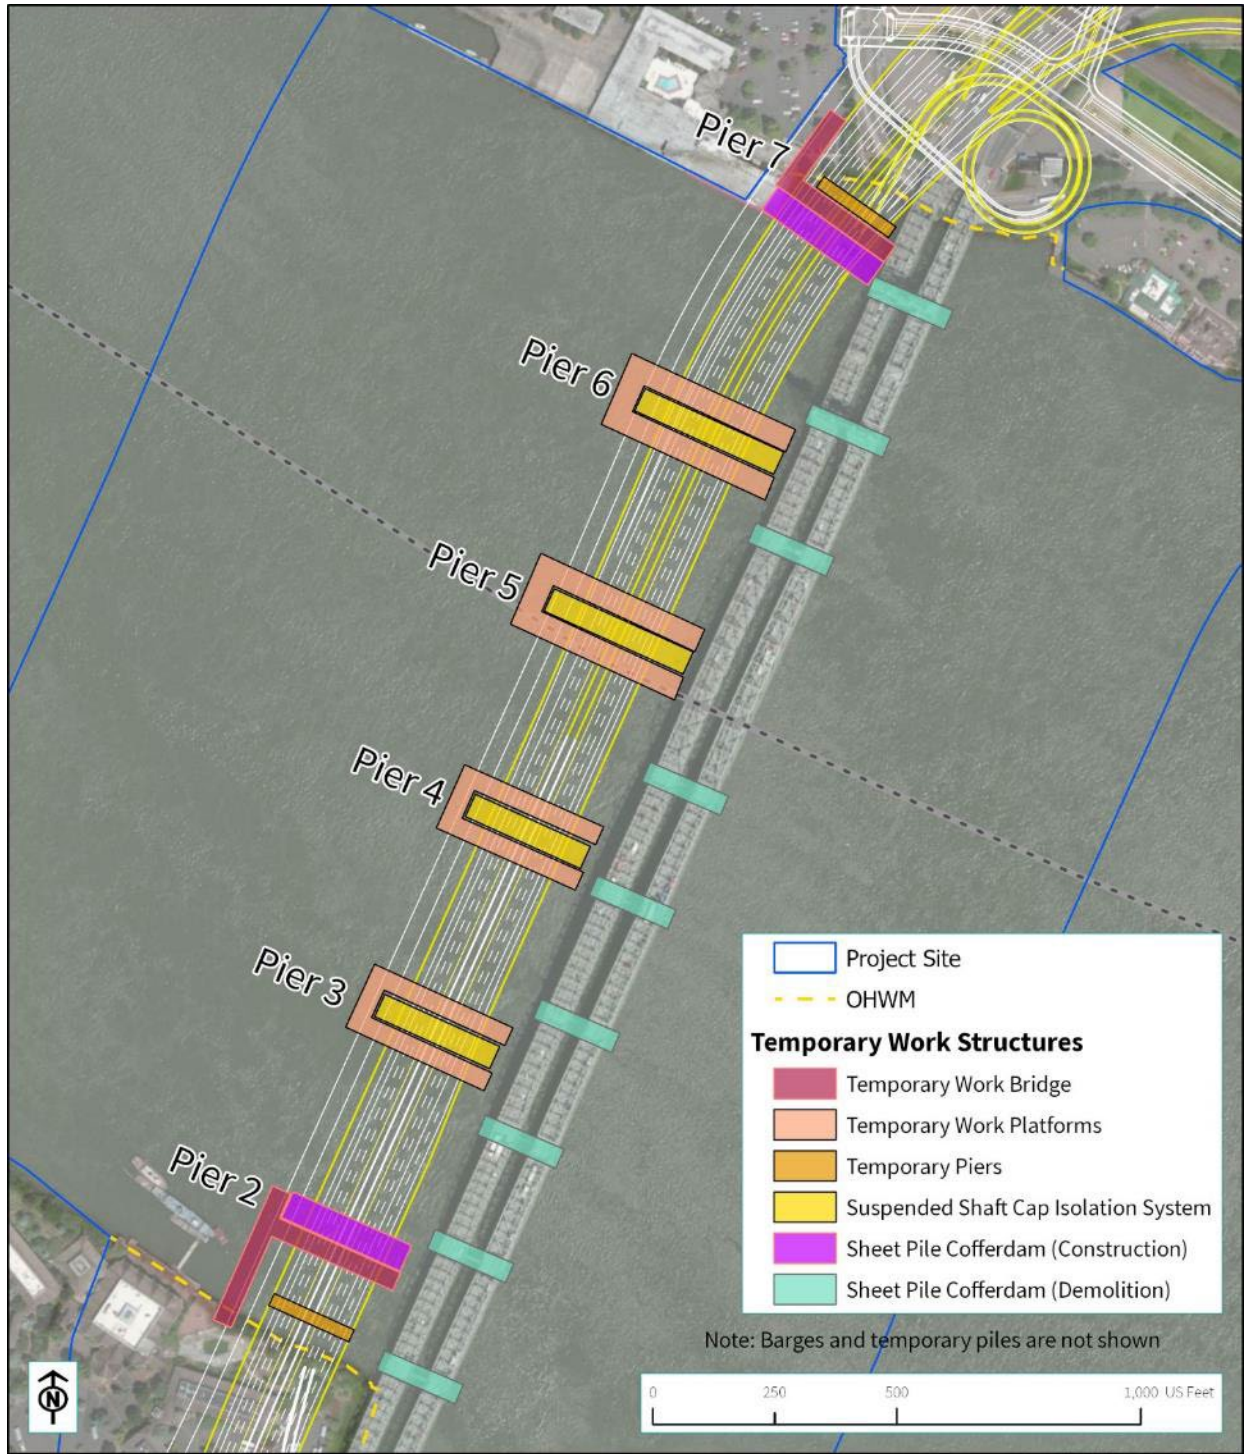 Pier 7
Pier 6
Pier 5
Pier 4
Pier 3
Pier 2
Project Site
OHWM
Temporary Work Structures
Temporary Work Bridge
Temporary Work Platforms
Temporary Piers
Suspended Shaft Cap Isolation System
Sheet Pile Cofferdam (Construction)
Sheet Pile Cofferdam (Demolition)
Note: Barges and temporary piles are not shown
N
0 250 500 1,000 US Feet